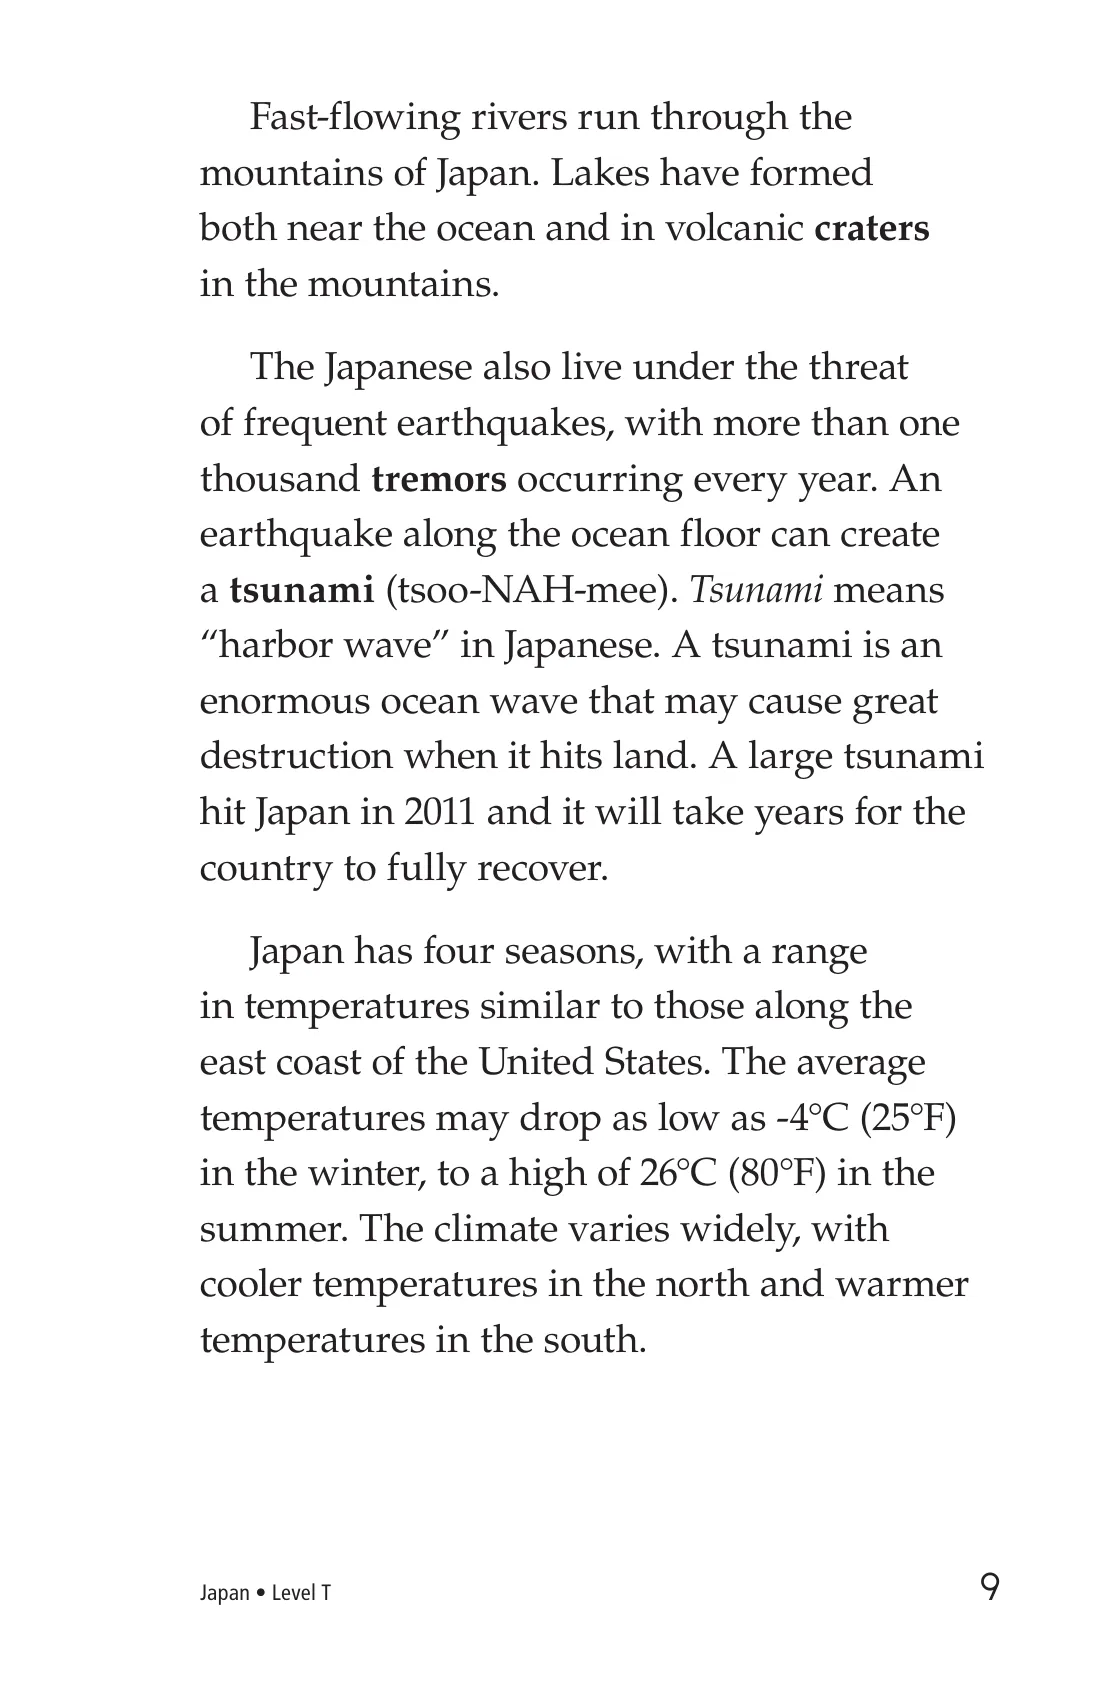 Fast-flowing rivers run through the
mountains of Japan. Lakes have formed
both near the ocean and in volcanic craters
in the mountains.
The Japanese also live under the threat
of frequent earthquakes, with more than one
thousand tremors occurring every year. An
earthquake along the ocean floor can create
a tsunami (tsoo-NAH-mee). Tsunami means
“harbor wave” in Japanese. A tsunami is an
enormous ocean wave that may cause great
destruction when it hits land. A large tsunami
hit Japan in 2011 and it will take years for the
country to fully recover.
Japan has four seasons, with a range
in temperatures similar to those along the
east coast of the United States. The average
temperatures may drop as low as -4°C (25°F)
in the winter, to a high of 26°C (80°F) in the
summer. The climate varies widely, with
cooler temperatures in the north and warmer
temperatures in the south.
Japan • Level T
9